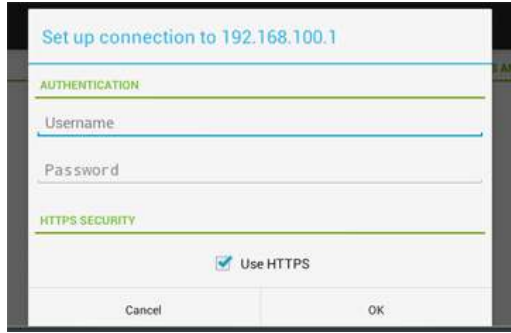 Set up connection to 192.168.100.1
AUTHENTICATION
Username
Password
HTTPS SECURITY
Use HTTPS
Cancel OK